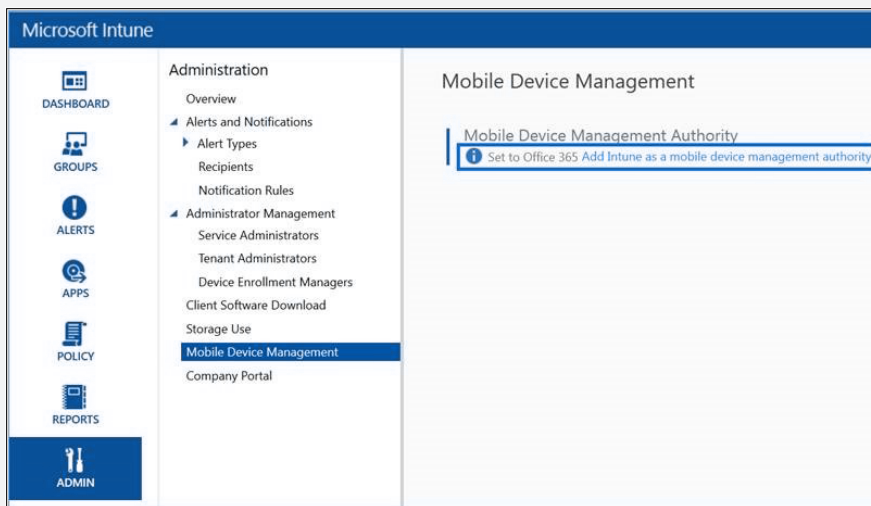 Microsoft Intune
DASHBOARD
GROUPS
ALERTS
APPS
POLICY
REPORTS
ADMIN
Administration
Overview
Alerts and Notifications
Alert Types
Recipients
Notification Rules
Administrator Management
Service Administrators
Tenant Administrators
Device Enrollment Managers
Client Software Download
Storage Use
Mobile Device Management
Company Portal
Mobile Device Management
Mobile Device Management Authority
Set to Office 365 Add Intune as a mobile device management authority